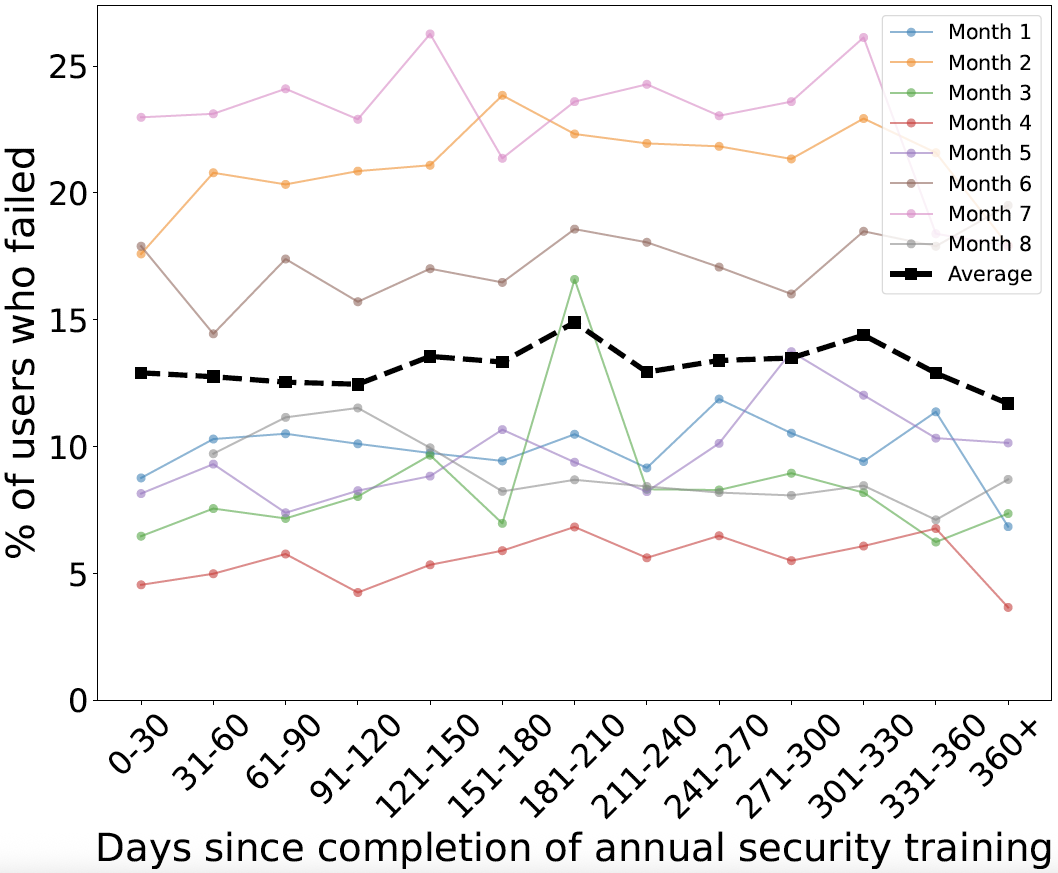 % of users who failed
25
20
15
10
5
0
Month 1
Month 2
Month 3
Month 4
Month 5
Month 6
Month 7
Month 8
Average
0-30
31-60
61-90
91-120
121-150
151-180
181-210
211-240
241-270
271-300
301-330
331-360
360+
Days since completion of annual security training